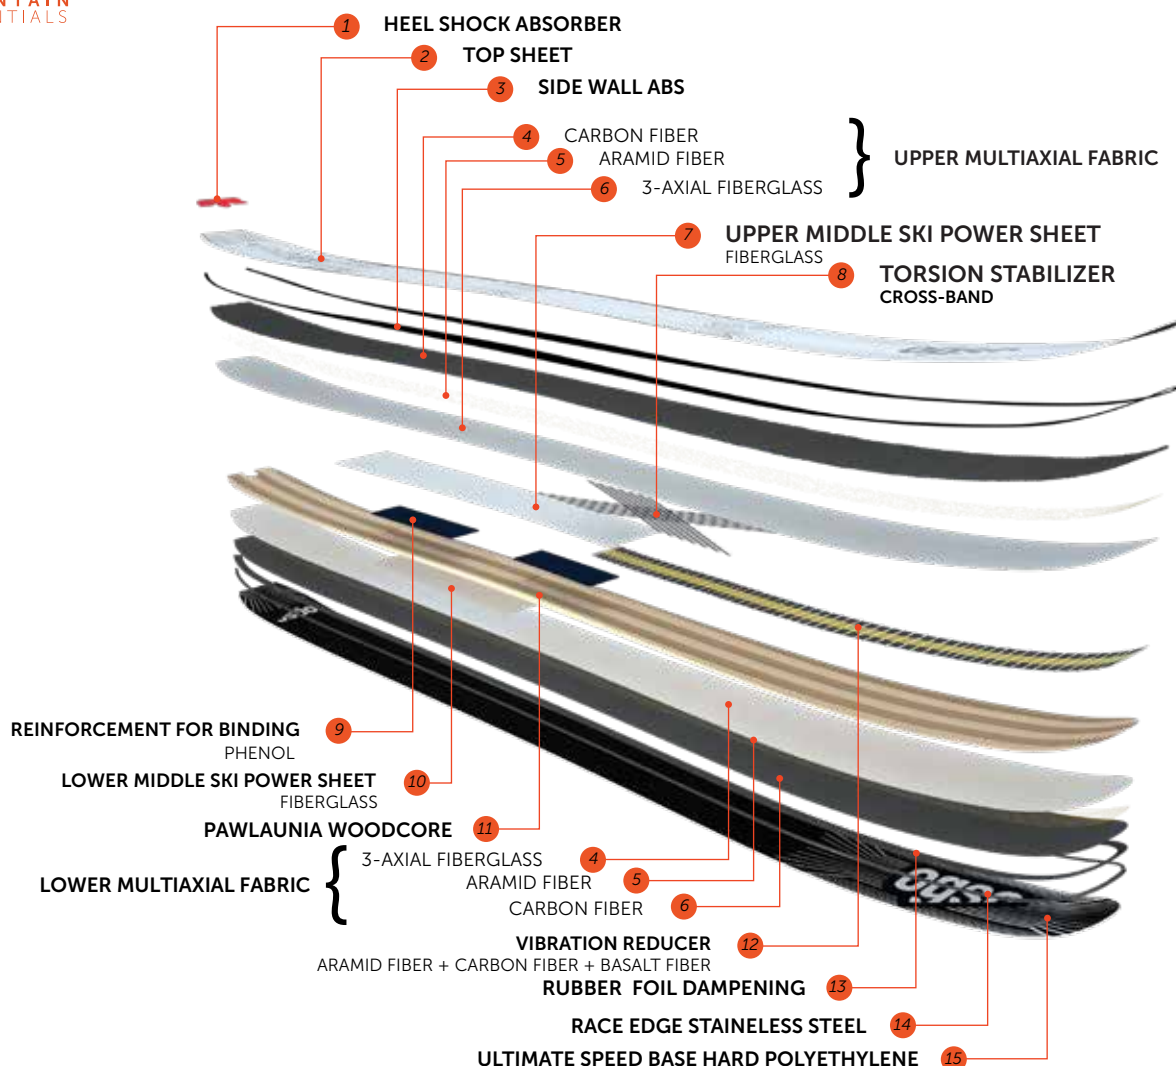 1 HEEL SHOCK ABSORBER
2 TOP SHEET
3 SIDE WALL ABS
4 CARBON FIBER
5 ARAMID FIBER
6 3-AXIAL FIBERGLASS
} UPPER MULTIAXIAL FABRIC
7 UPPER MIDDLE SKI POWER SHEET
FIBERGLASS
8 TORSION STABILIZER
CROSS-BAND
REINFORCEMENT FOR BINDING 9
PHENOL
LOWER MIDDLE SKI POWER SHEET 10
FIBERGLASS
PAWLAUNIA WOODCORE 11
LOWER MULTIAXIAL FABRIC {
3-AXIAL FIBERGLASS 4
ARAMID FIBER 5
CARBON FIBER 6
VIBRATION REDUCER 12
ARAMID FIBER + CARBON FIBER + BASALT FIBER
RUBBER FOIL DAMPENING 13
RACE EDGE STAINELESS STEEL 14
ULTIMATE SPEED BASE HARD POLYETHYLENE 15